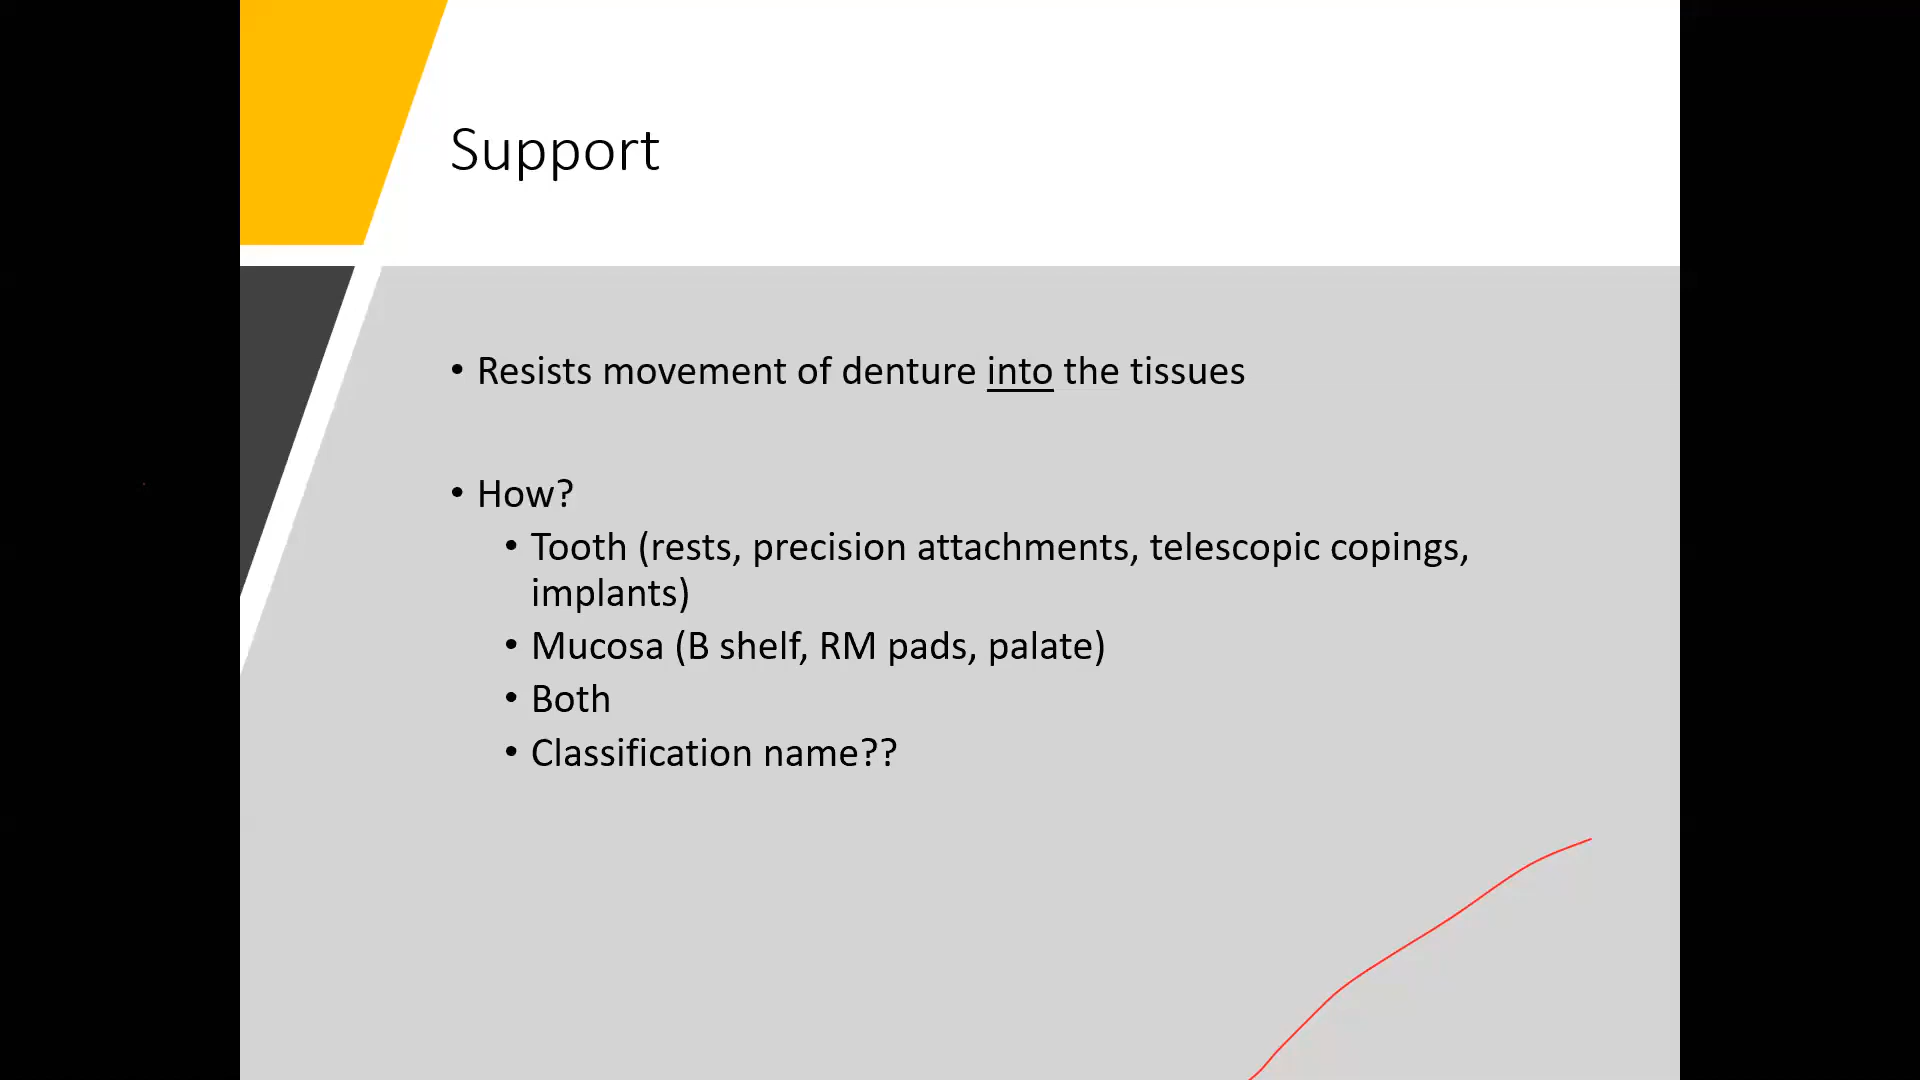 Support
• Resists movement of denture into the tissues
• How?
• Tooth (rests, precision attachments, telescopic copings,
implants)
• Mucosa (B shelf, RM pads, palate)
• Both
• Classification name??